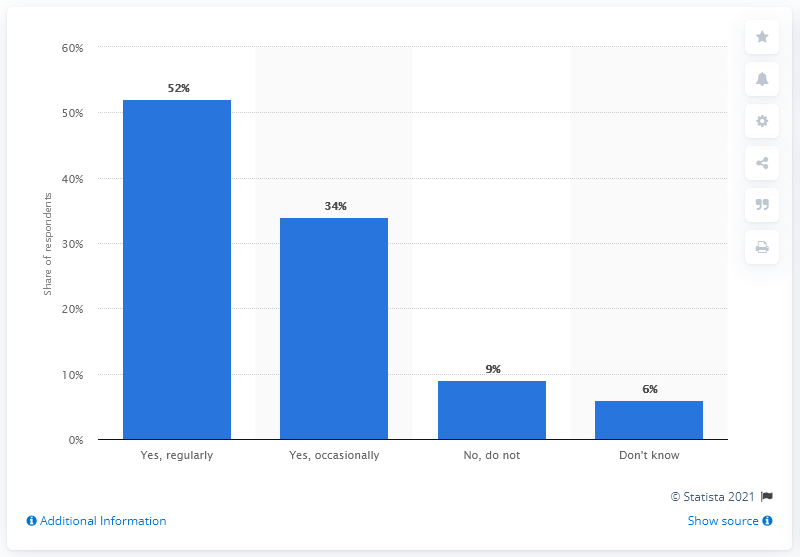 60%
50%
40%
30%
20%
10%
0%
Share of respondents
52%
34%
9%
6%
Yes, regularly
Yes, occasionally
No, do not
Don't know
© Statista 2021
Additional Information
Show source